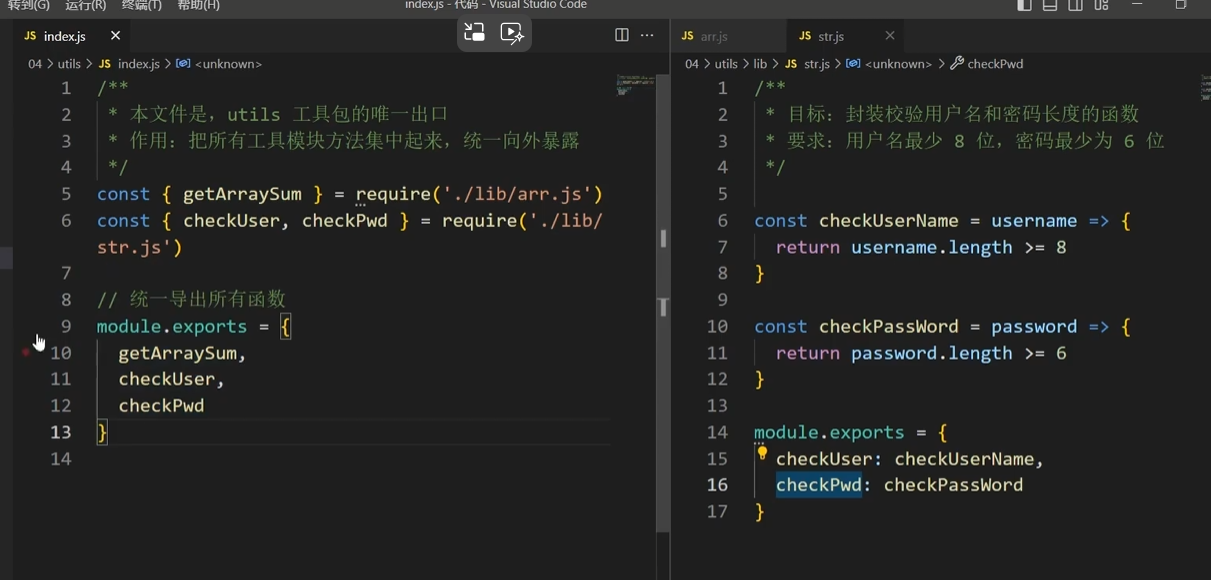 转到(G) 运行(R) 终端(T) 帮助(H) index.js - 代码 - Visual Studio Code
JS index.js
04 > utils > JS index.js > <unknown>
1 /**
2 * 本文件是，utils 工具包的唯一出口
3 * 作用：把所有工具模块方法集中起来，统一向外暴露
4 */
5 const { getArraySum } = require('./lib/arr.js')
6 const { checkUser, checkPwd } = require('./lib/
str.js')
7
8 // 统一导出所有函数
9 module.exports = {
10 getArraySum,
11 checkUser,
12 checkPwd
13 }
14
JS arr.js JS str.js
04 > utils > lib > JS str.js > <unknown> > checkPwd
1 /**
2 * 目标：封装校验用户名和密码长度的函数
3 * 要求：用户名最少 8 位，密码最少为 6 位
4 */
5
6 const checkUserName = username => {
7 return username.length >= 8
8 }
9
10 const checkPassWord = password => {
11 return password.length >= 6
12 }
13
14 module.exports = {
15 checkUser: checkUserName,
16 checkPwd: checkPassWord
17 }